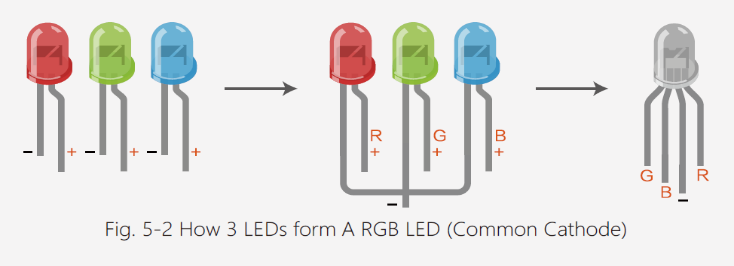 R G B
- + - + - + + + +
G R
B -
-
Fig. 5-2 How 3 LEDs form A RGB LED (Common Cathode)